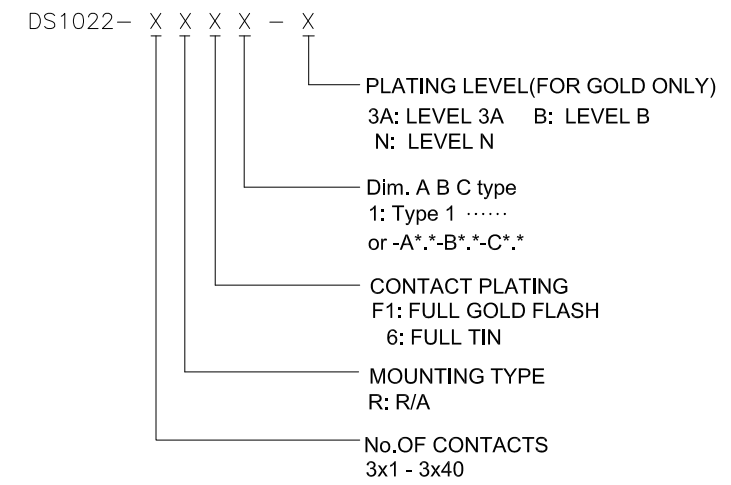 DS1022- X X X X - X
PLATING LEVEL(FOR GOLD ONLY)
3A: LEVEL 3A B: LEVEL B
N: LEVEL N
Dim. A B C type
1: Type 1 ······
or -A*.*-B*.*-C*.*
CONTACT PLATING
F1: FULL GOLD FLASH
6: FULL TIN
MOUNTING TYPE
R: R/A
No.OF CONTACTS
3x1 - 3x40